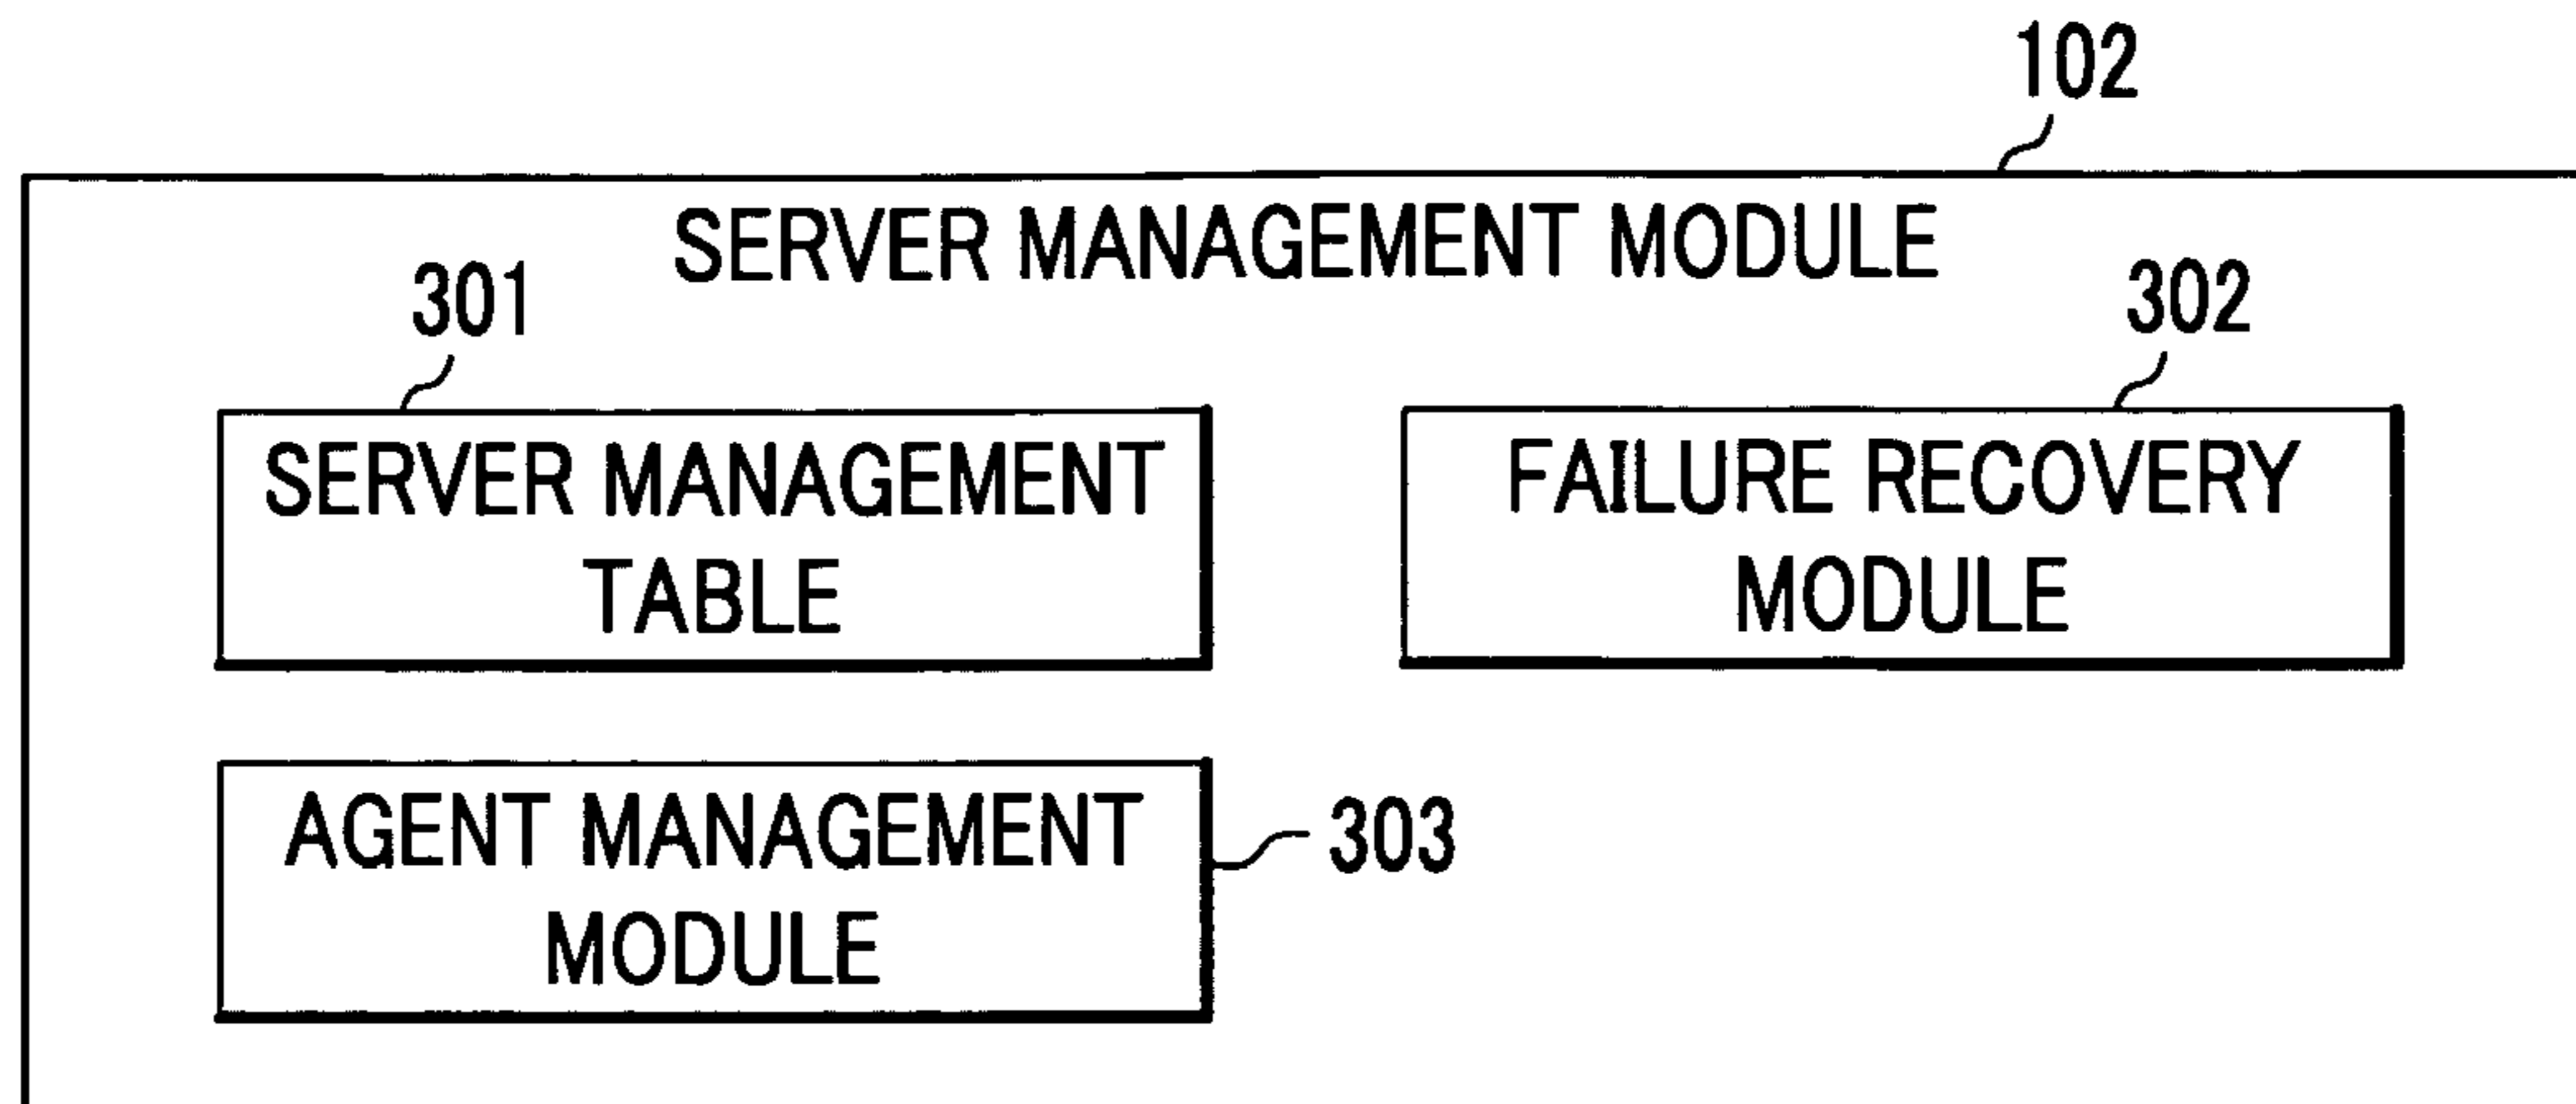 102
SERVER MANAGEMENT MODULE
301
302
SERVER MANAGEMENT
TABLE
FAILURE RECOVERY
MODULE
AGENT MANAGEMENT
MODULE
303